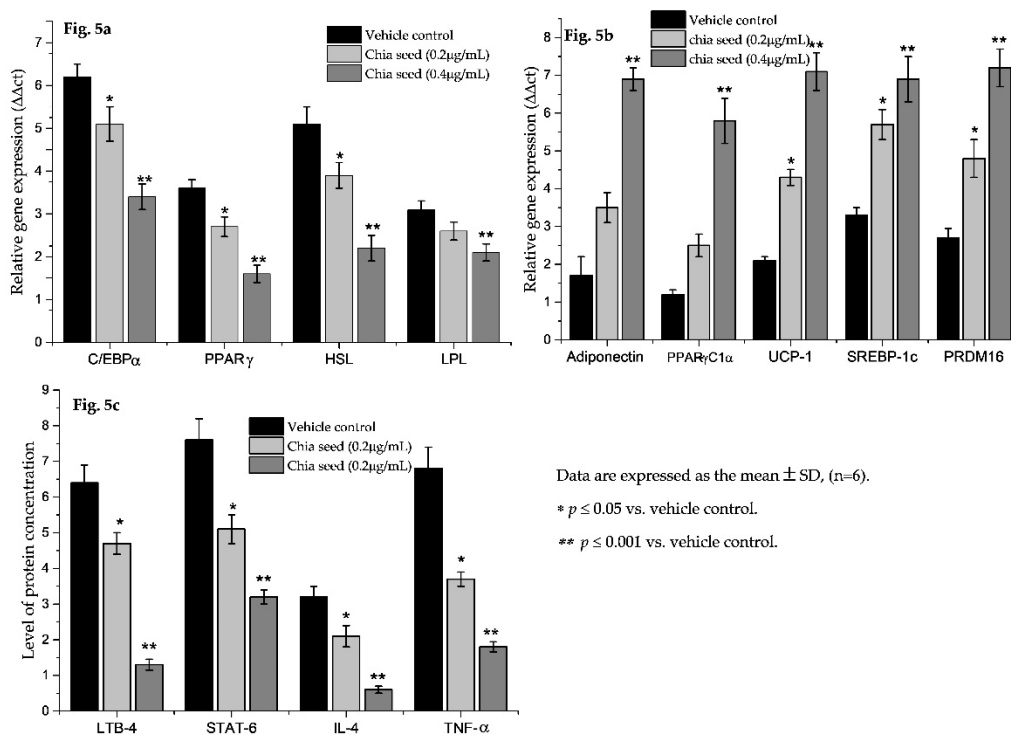 Fig. 5a
Vehicle control
Chia seed (0.2µg/mL)
Chia seed (0.4µg/mL)
Relative gene expression (ΔΔct)
7
6
5
4
3
2
1
0
*
**
*
**
*
**
**
C/EBPα
PPARγ
HSL
LPL
Fig. 5b
Vehicle control
chia seed (0.2µg/mL)
chia seed (0.4µg/mL)
Relative gene expression (ΔΔct)
8
7
6
5
4
3
2
1
0
**
**
*
**
*
**
*
**
Adiponectin
PPARγC1α
UCP-1
SREBP-1c
PRDM16
Fig. 5c
Vehicle control
Chia seed (0.2µg/mL)
Chia seed (0.2µg/mL)
Level of protein concentration
9
8
7
6
5
4
3
2
1
0
*
**
*
**
*
**
*
**
LTB-4
STAT-6
IL-4
TNF-α
Data are expressed as the mean ± SD, (n=6).
* p ≤ 0.05 vs. vehicle control.
** p ≤ 0.001 vs. vehicle control.